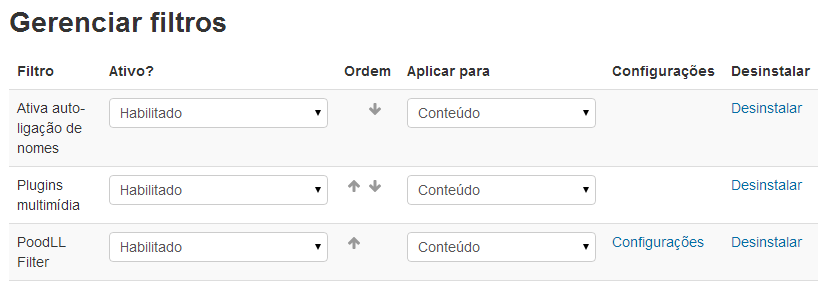 Gerenciar filtros
Filtro Ativo? Ordem Aplicar para Configurações Desinstalar
Ativa auto- Habilitado Conteúdo Desinstalar
ligação de
nomes
Plugins Habilitado Conteúdo Desinstalar
multimídia
PoodLL Habilitado Conteúdo Configurações Desinstalar
Filter